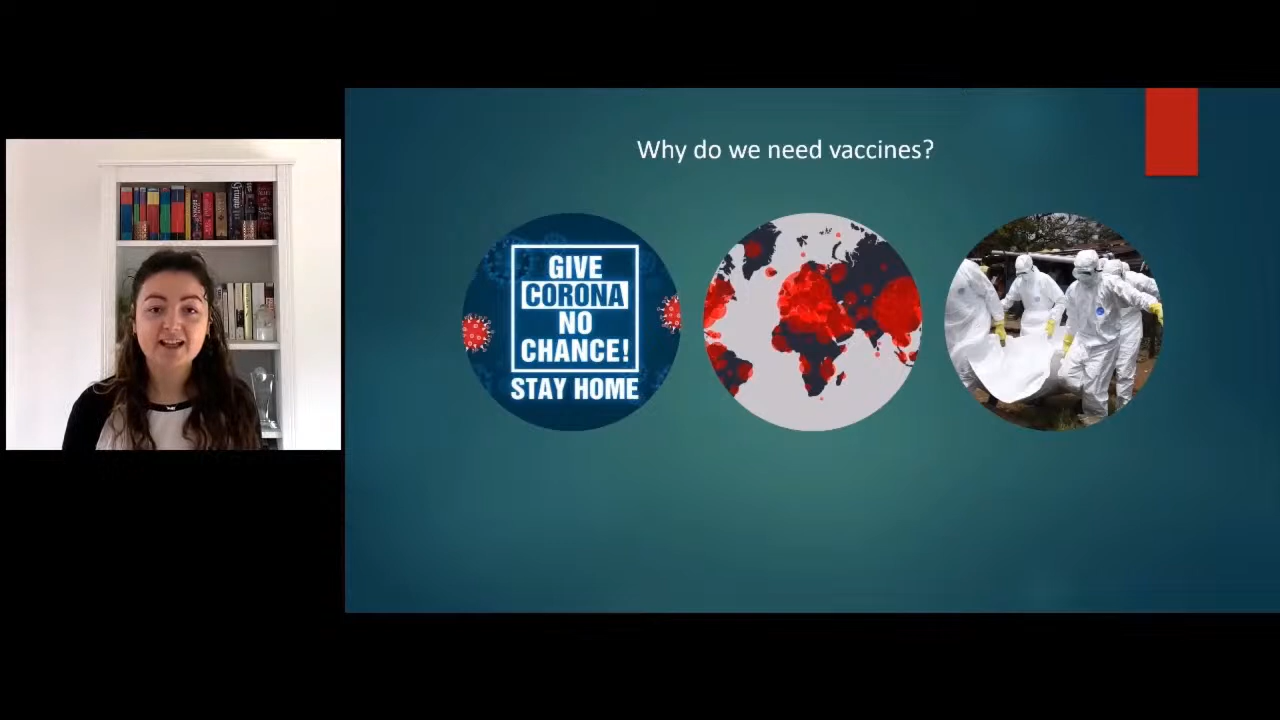 Why do we need vaccines?
GIVE
CORONA
NO
CHANCE!
STAY HOME